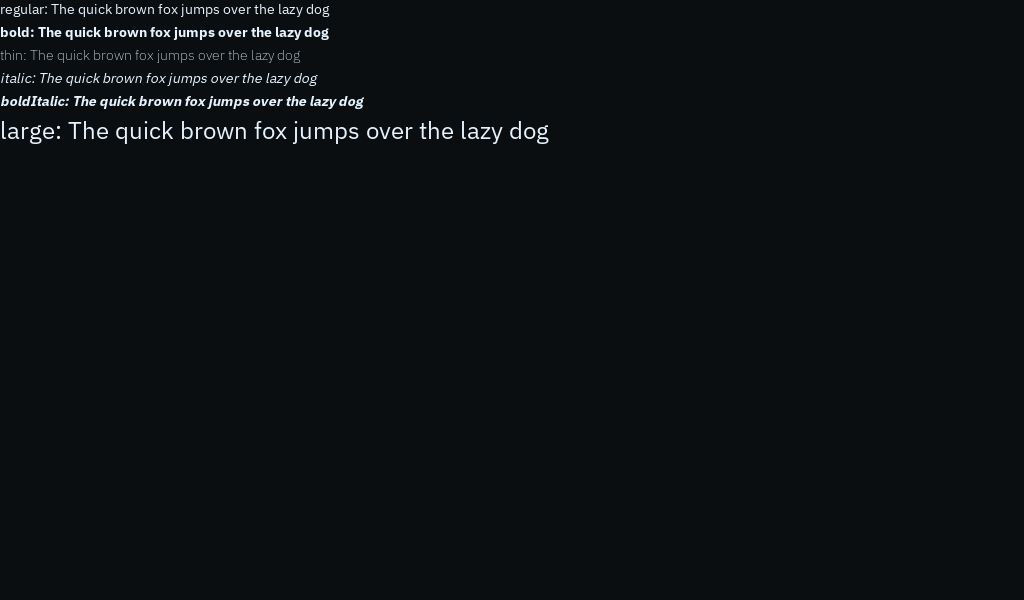 regular: The quick brown fox jumps over the lazy dog
bold: The quick brown fox jumps over the lazy dog
thin: The quick brown fox jumps over the lazy dog
italic: The quick brown fox jumps over the lazy dog
boldItalic: The quick brown fox jumps over the lazy dog
large: The quick brown fox jumps over the lazy dog